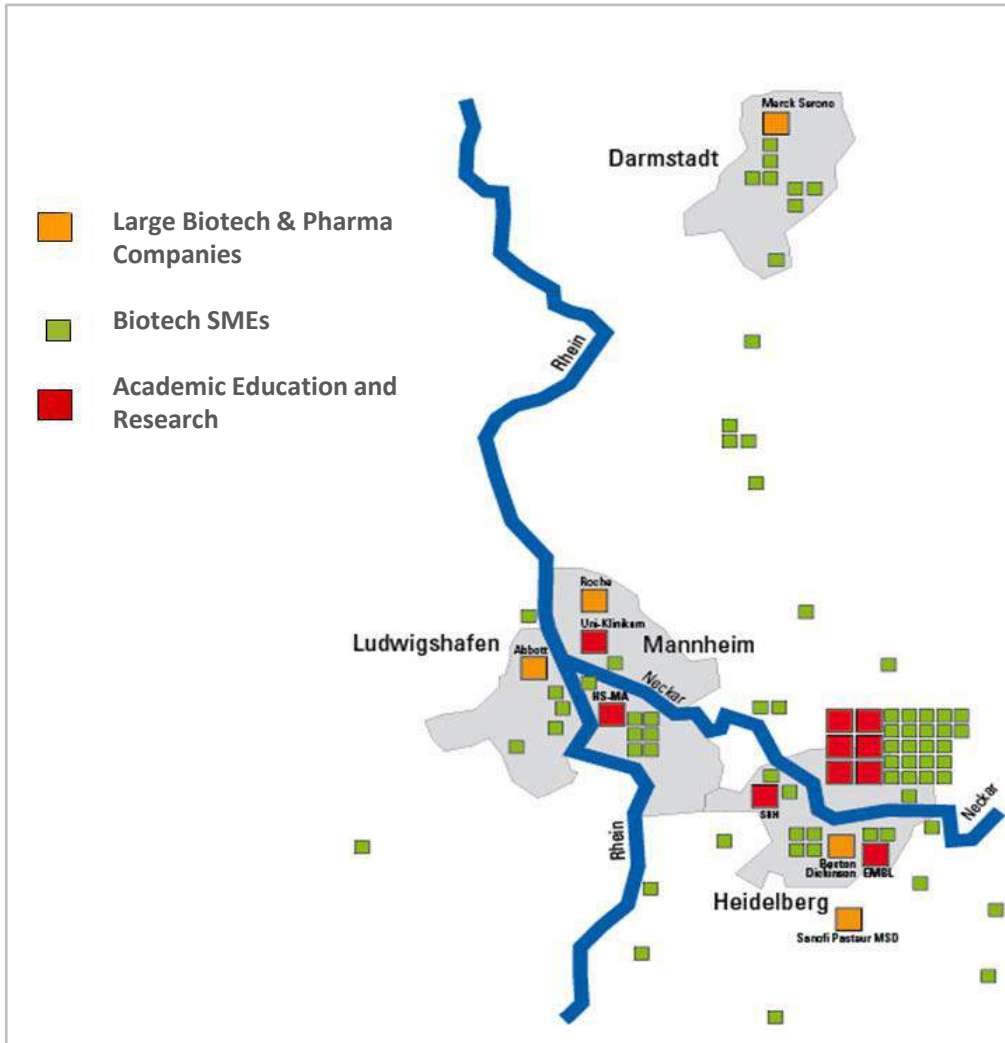 Large Biotech & Pharma
Companies
Biotech SMEs
Academic Education and
Research
Merck Serono
Darmstadt
Rhein
Roche
Uni-Klinikum
Ludwigshafen
Mannheim
Abbott
Neckar
HS-MA
SRH
Neckar
Rhein
Becton
Dickinson
EMBL
Heidelberg
Sanofi Pasteur MSD